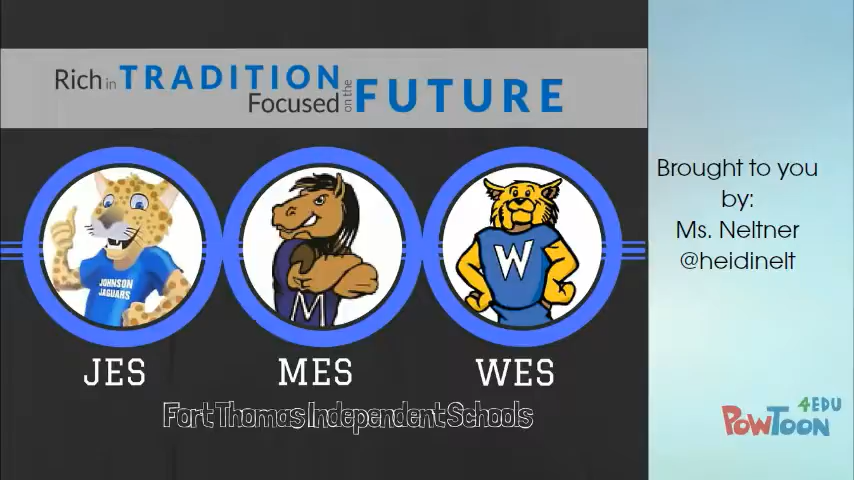 Rich in TRADITION
Focused on the FUTURE
JOHNSON
JAGUARS
M
W
JES MES WES
Fort Thomas Independent Schools
Brought to you
by:
Ms. Neltner
@heidinelt
POWTOON 4EDU